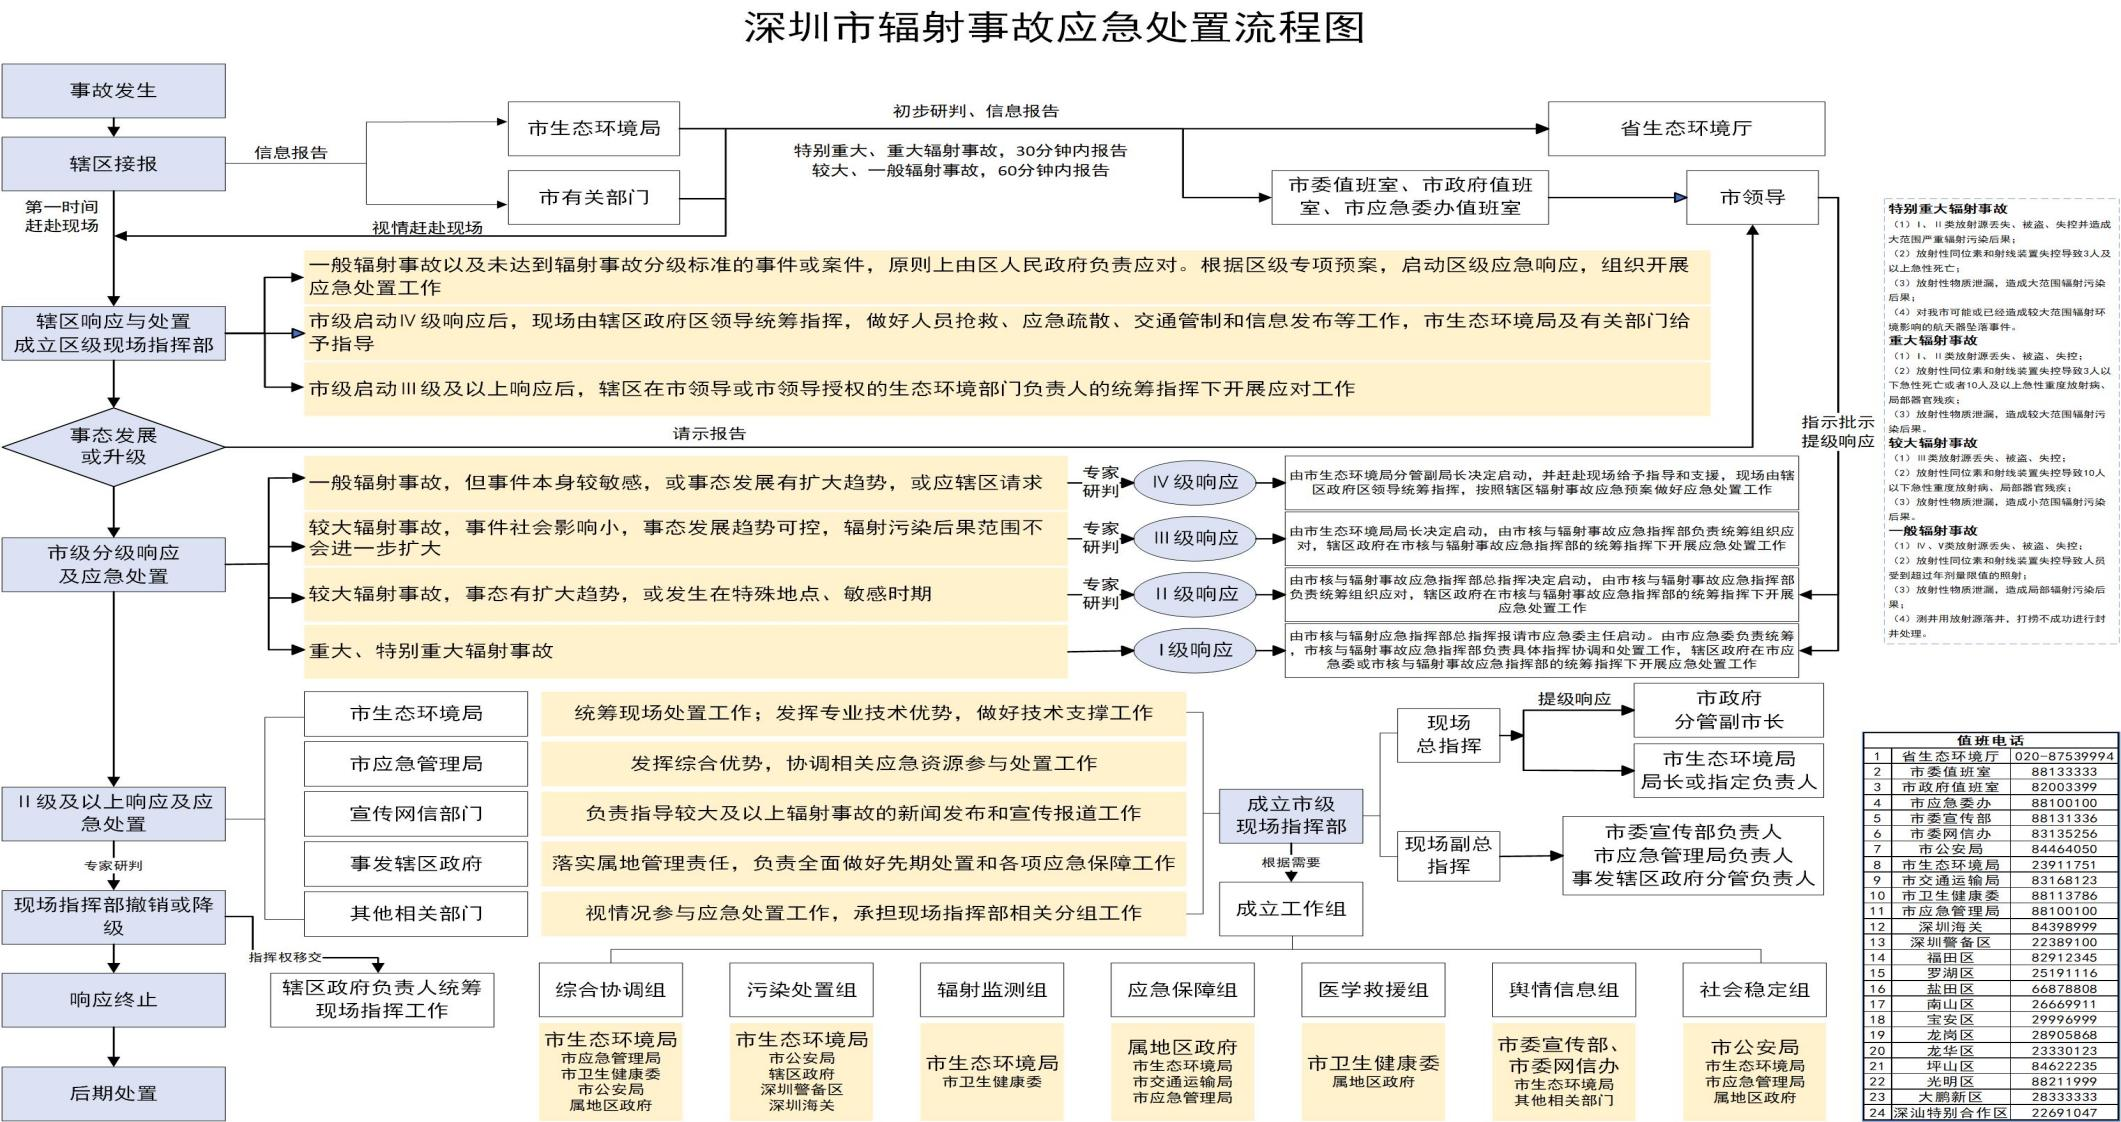 深圳市辐射事故应急处置流程图
事故发生
辖区接报
信息报告
市生态环境局
市有关部门
初步研判、信息报告
特别重大、重大辐射事故，30分钟内报告
较大、一般辐射事故，60分钟内报告
省生态环境厅
市委值班室、市政府值班
室、市应急委办值班室
市领导
第一时间
赶赴现场
视情赶赴现场
辖区响应与处置
成立区级现场指挥部
一般辐射事故以及未达到辐射事故分级标准的事件或案件，原则上由区人民政府负责应对。根据区级专项预案，启动区级应急响应，组织开展
应急处置工作
市级启动Ⅳ级响应后，现场由辖区政府区领导统筹指挥，做好人员抢救、应急疏散、交通管制和信息发布等工作，市生态环境局及有关部门给
予指导
市级启动Ⅲ级及以上响应后，辖区在市领导或市领导授权的生态环境部门负责人的统筹指挥下开展应对工作
事态发展
或升级
请示报告
指示批示
提级响应
市级分级响应
及应急处置
一般辐射事故，但事件本身较敏感，或事态发展有扩大趋势，或应辖区请求
专家
研判
Ⅳ级响应
由市生态环境局分管副局长决定启动，并赶赴现场给予指导和支援，现场由辖
区政府区领导统筹指挥，按照辖区辐射事故应急预案做好应急处置工作
较大辐射事故，事件社会影响小，事态发展趋势可控，辐射污染后果范围不
会进一步扩大
专家
研判
Ⅲ级响应
由市生态环境局局长决定启动，由市核与辐射事故应急指挥部负责统筹组织应
对，辖区政府在市核与辐射事故应急指挥部的统筹指挥下开展应急处置工作
较大辐射事故，事态有扩大趋势，或发生在特殊地点、敏感时期
专家
研判
Ⅱ级响应
由市核与辐射事故应急指挥部总指挥决定启动，由市核与辐射事故应急指挥部
负责统筹组织应对，辖区政府在市核与辐射事故应急指挥部的统筹指挥下开展
应急处置工作
重大、特别重大辐射事故
Ⅰ级响应
由市核与辐射应急指挥部总指挥报请市应急委主任启动。由市应急委负责统筹
，市核与辐射事故应急指挥部负责具体指挥协调和处置工作，辖区政府在市应
急委或市核与辐射事故应急指挥部的统筹指挥下开展应急处置工作
Ⅱ级及以上响应及应
急处置
市生态环境局
统筹现场处置工作；发挥专业技术优势，做好技术支撑工作
市应急管理局
发挥综合优势，协调相关应急资源参与处置工作
宣传网信部门
负责指导较大及以上辐射事故的新闻发布和宣传报道工作
事发辖区政府
落实属地管理责任，负责全面做好先期处置和各项应急保障工作
其他相关部门
视情况参与应急处置工作，承担现场指挥部相关分组工作
成立市级
现场指挥部
现场
总指挥
提级响应
市政府
分管副市长
市生态环境局
局长或指定负责人
现场副总
指挥
市委宣传部负责人
市应急管理局负责人
事发辖区政府分管负责人
根据需要
成立工作组
专家研判
现场指挥部撤销或降
级
指挥权移交
辖区政府负责人统筹
现场指挥工作
响应终止
后期处置
综合协调组
市生态环境局
市应急管理局
市卫生健康委
市公安局
属地区政府
污染处置组
市生态环境局
市公安局
辖区政府
深圳警备区
深圳海关
辐射监测组
市生态环境局
市卫生健康委
应急保障组
属地区政府
市生态环境局
市交通运输局
市应急管理局
医学救援组
市卫生健康委
属地区政府
舆情信息组
市委宣传部、
市委网信办
市生态环境局
其他相关部门
社会稳定组
市公安局
市生态环境局
市应急管理局
属地区政府
特别重大辐射事故
（1）Ⅰ、Ⅱ类放射源丢失、被盗、失控并造成
大范围严重辐射污染后果；
（2）放射性同位素和射线装置失控导致3人及
以上急性死亡；
（3）放射性物质泄漏，造成大范围辐射污染
后果；
（4）对我市可能或已经造成较大范围辐射环
境影响的航天器坠落事件。
重大辐射事故
（1）Ⅰ、Ⅱ类放射源丢失、被盗、失控；
（2）放射性同位素和射线装置失控导致3人以
下急性死亡或者10人及以上急性重度放射病、
局部器官残疾；
（3）放射性物质泄漏，造成较大范围辐射污
染后果。
较大辐射事故
（1）Ⅲ类放射源丢失、被盗、失控；
（2）放射性同位素和射线装置失控导致10人
以下急性重度放射病、局部器官残疾；
（3）放射性物质泄漏，造成小范围辐射污染
后果。
一般辐射事故
（1）Ⅳ、Ⅴ类放射源丢失、被盗、失控；
（2）放射性同位素和射线装置失控导致人员
受到超过年剂量限值的照射；
（3）放射性物质泄漏，造成局部辐射污染后
果；
（4）测井用放射源落井，打捞不成功进行封
井处理。
值班电话
1 省生态环境厅 020-87539994
2 市委值班室 88133333
3 市政府值班室 82003399
4 市应急委办 88100100
5 市委宣传部 88131336
6 市委网信办 83135256
7 市公安局 84464050
8 市生态环境局 23911751
9 市交通运输局 83168123
10 市卫生健康委 88113786
11 市应急管理局 88100100
12 深圳海关 84398999
13 深圳警备区 22389100
14 福田区 82912345
15 罗湖区 25191116
16 盐田区 66878808
17 南山区 26669911
18 宝安区 29996999
19 龙岗区 28905868
20 龙华区 23330123
21 坪山区 84622235
22 光明区 88211999
23 大鹏新区 28333333
24 深汕特别合作区 22691047